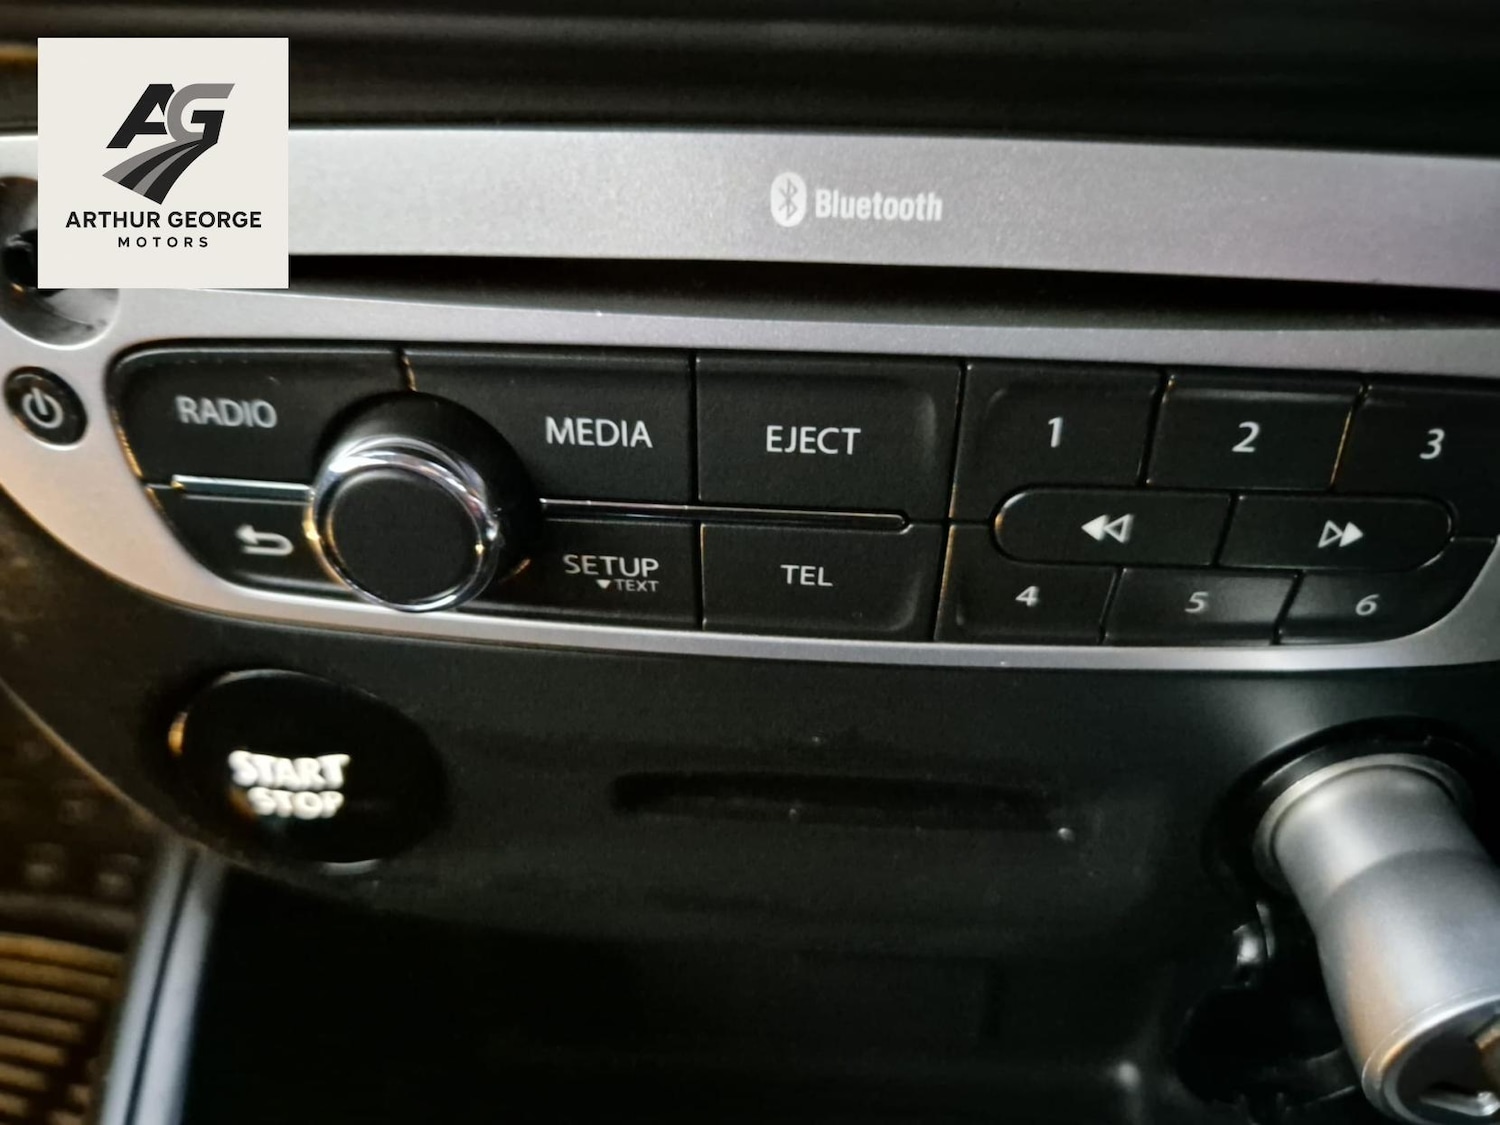 AG
ARTHUR GEORGE
MOTORS
Bluetooth
RADIO
MEDIA
EJECT
1
2
3
SETUP
TEXT
TEL
4
5
6
START
STOP